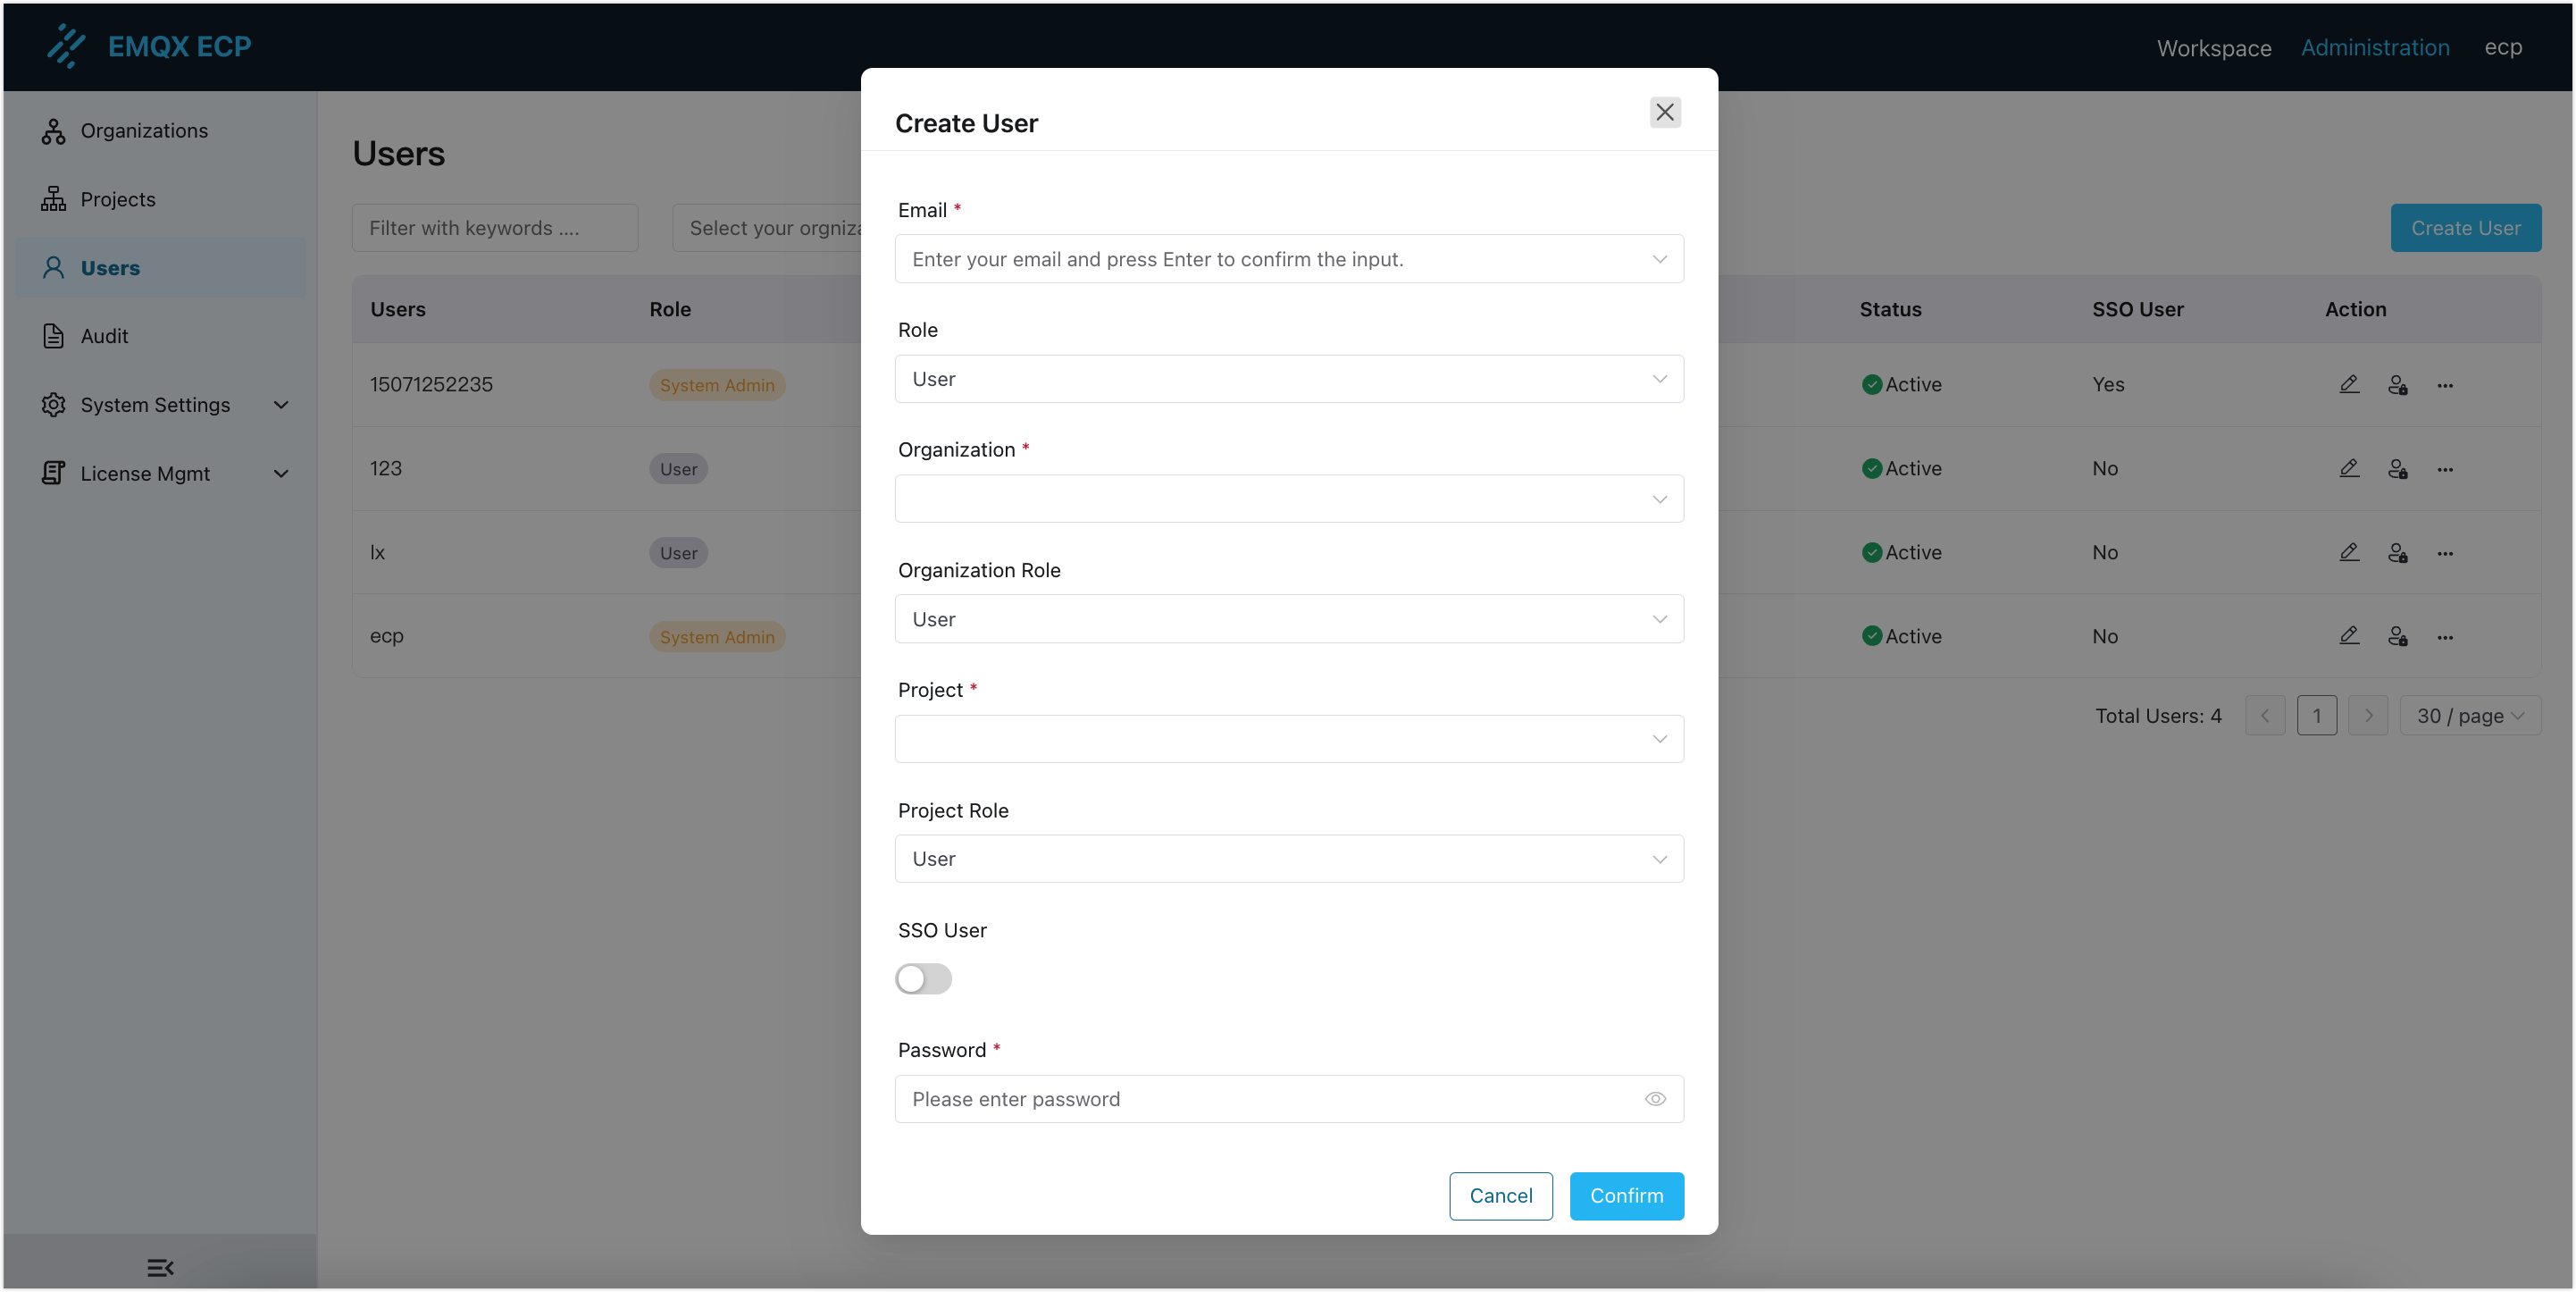 EMQX ECP
Workspace Administration ecp
Organizations
Projects
Users
Audit
System Settings
License Mgmt
Users
Filter with keywords .... Select your orgniza
Create User
Users Role Status SSO User Action
15071252235 System Admin Active Yes
123 User Active No
lx User Active No
ecp System Admin Active No
Total Users: 4 1 30 / page
Create User
Email *
Enter your email and press Enter to confirm the input.
Role
User
Organization *
Organization Role
User
Project *
Project Role
User
SSO User
Password *
Please enter password
Cancel Confirm